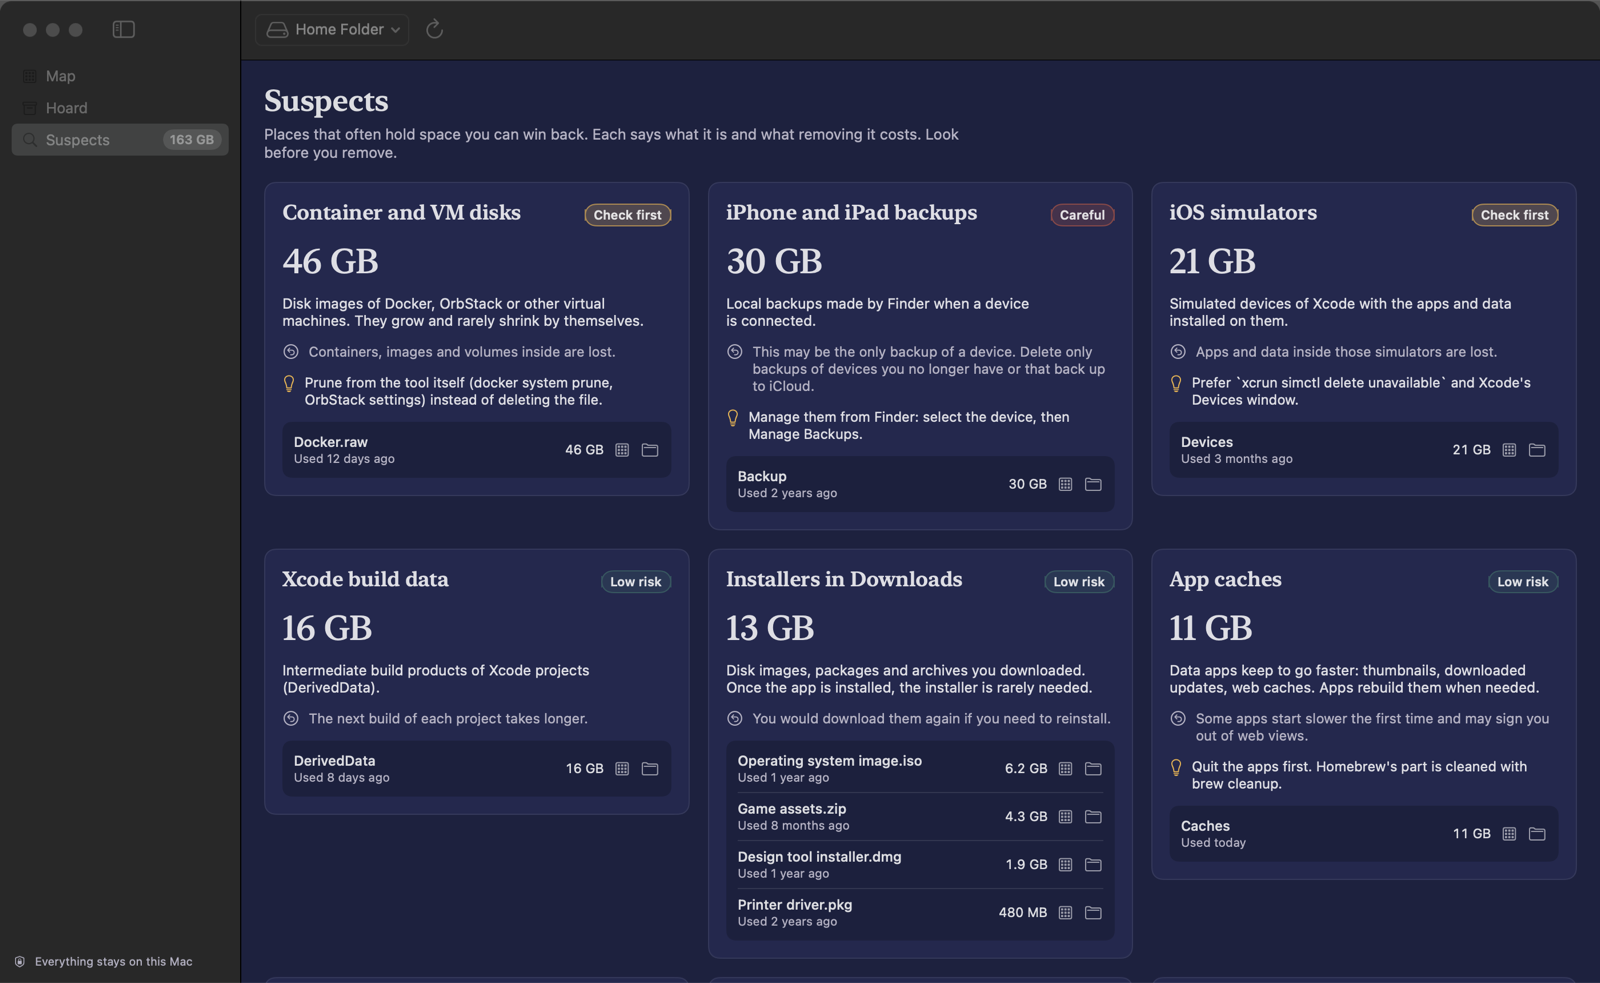 Home Folder
Map
Hoard
Suspects 163 GB
Everything stays on this Mac
Suspects
Places that often hold space you can win back. Each says what it is and what removing it costs. Look
before you remove.
Container and VM disks Check first
46 GB
Disk images of Docker, OrbStack or other virtual
machines. They grow and rarely shrink by themselves.
Containers, images and volumes inside are lost.
Prune from the tool itself (docker system prune,
OrbStack settings) instead of deleting the file.
Docker.raw 46 GB
Used 12 days ago
iPhone and iPad backups Careful
30 GB
Local backups made by Finder when a device
is connected.
This may be the only backup of a device. Delete only
backups of devices you no longer have or that back up
to iCloud.
Manage them from Finder: select the device, then
Manage Backups.
Backup 30 GB
Used 2 years ago
iOS simulators Check first
21 GB
Simulated devices of Xcode with the apps and data
installed on them.
Apps and data inside those simulators are lost.
Prefer `xcrun simctl delete unavailable` and Xcode's
Devices window.
Devices 21 GB
Used 3 months ago
Xcode build data Low risk
16 GB
Intermediate build products of Xcode projects
(DerivedData).
The next build of each project takes longer.
DerivedData 16 GB
Used 8 days ago
Installers in Downloads Low risk
13 GB
Disk images, packages and archives you downloaded.
Once the app is installed, the installer is rarely needed.
You would download them again if you need to reinstall.
Operating system image.iso 6.2 GB
Used 1 year ago
Game assets.zip 4.3 GB
Used 8 months ago
Design tool installer.dmg 1.9 GB
Used 1 year ago
Printer driver.pkg 480 MB
Used 2 years ago
App caches Low risk
11 GB
Data apps keep to go faster: thumbnails, downloaded
updates, web caches. Apps rebuild them when needed.
Some apps start slower the first time and may sign you
out of web views.
Quit the apps first. Homebrew's part is cleaned with
brew cleanup.
Caches 11 GB
Used today